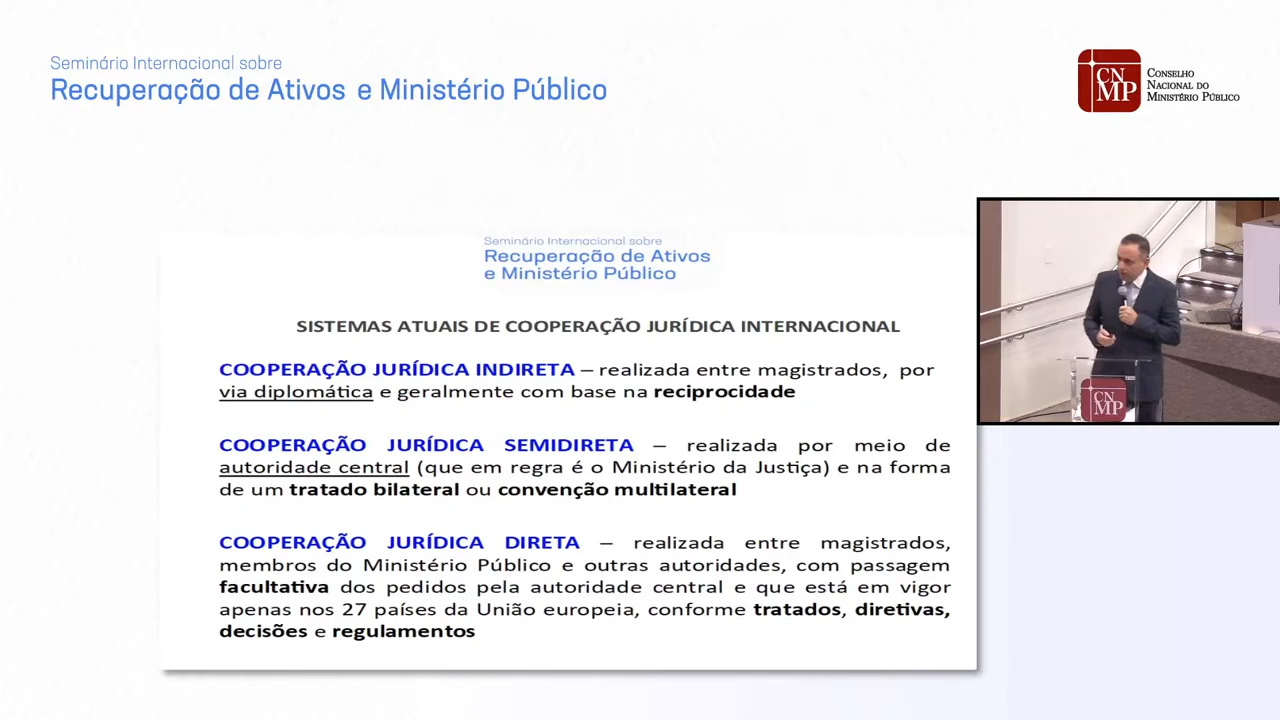 Seminário Internacional sobre
Recuperação de Ativos e Ministério Público
CN
MP
CONSELHO
NACIONAL DO
MINISTÉRIO PÚBLICO
Seminário Internacional sobre
Recuperação de Ativos
e Ministério Público
SISTEMAS ATUAIS DE COOPERAÇÃO JURÍDICA INTERNACIONAL
COOPERAÇÃO JURÍDICA INDIRETA – realizada entre magistrados, por
via diplomática e geralmente com base na reciprocidade
COOPERAÇÃO JURÍDICA SEMIDIRETA – realizada por meio de
autoridade central (que em regra é o Ministério da Justiça) e na forma
de um tratado bilateral ou convenção multilateral
COOPERAÇÃO JURÍDICA DIRETA – realizada entre magistrados,
membros do Ministério Público e outras autoridades, com passagem
facultativa dos pedidos pela autoridade central e que está em vigor
apenas nos 27 países da União europeia, conforme tratados, diretivas,
decisões e regulamentos
CN
MP